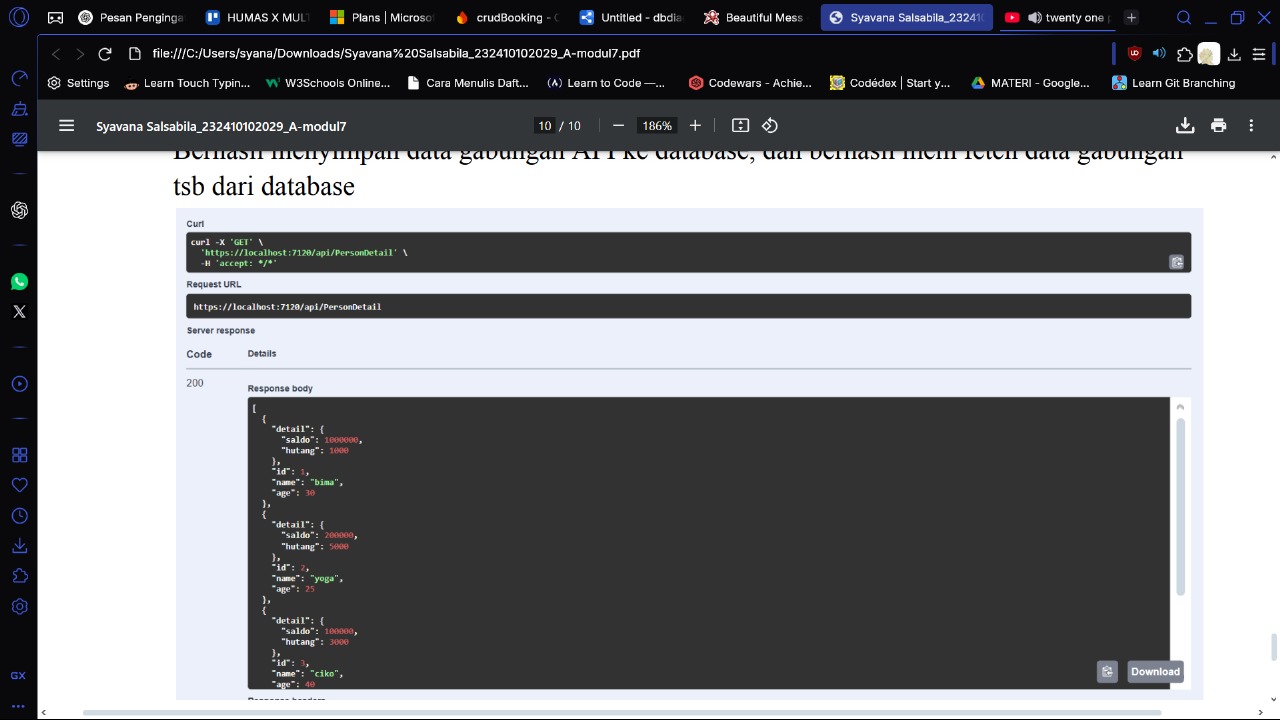 Pesan Penginga
HUMAS X MUL
Plans | Microso
crudBooking - 
Untitled - dbdia
Beautiful Mess
Syavana Salsabila_23241
twenty one p
file:///C:/Users/syana/Downloads/Syavana%20Salsabila_232410102029_A-modul7.pdf
Settings
Learn Touch Typin...
W3Schools Online...
Cara Menulis Daft...
Learn to Code —...
Codewars - Achie...
Codédex | Start y...
MATERI - Google...
Learn Git Branching
Syavana Salsabila_232410102029_A-modul7
10 / 10
186%
Berhasil menyimpan data gabungan API ke database, dan berhasil mem fetch data gabungan
tsb dari database
Curl
curl -X 'GET' \
'https://localhost:7120/api/PersonDetail' \
-H 'accept: */*'
Request URL
https://localhost:7120/api/PersonDetail
Server response
Code
Details
200
Response body
[
{
"detail": {
"saldo": 1000000,
"hutang": 1000
},
"id": 1,
"name": "bima",
"age": 30
},
{
"detail": {
"saldo": 200000,
"hutang": 5000
},
"id": 2,
"name": "yoga",
"age": 25
},
{
"detail": {
"saldo": 100000,
"hutang": 3000
},
"id": 3,
"name": "ciko",
"age": 40
Download
Response headers
GX